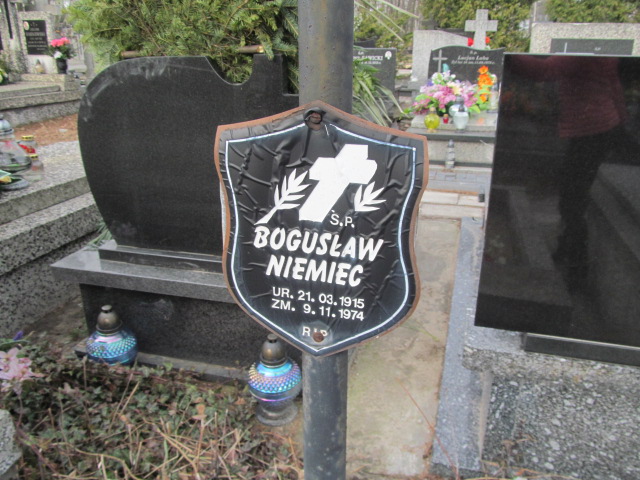 Ś.P.
BOGUSŁAW
NIEMIEC
UR. 21. 03. 1915
ZM. 9. 11. 1974
R.I.P.